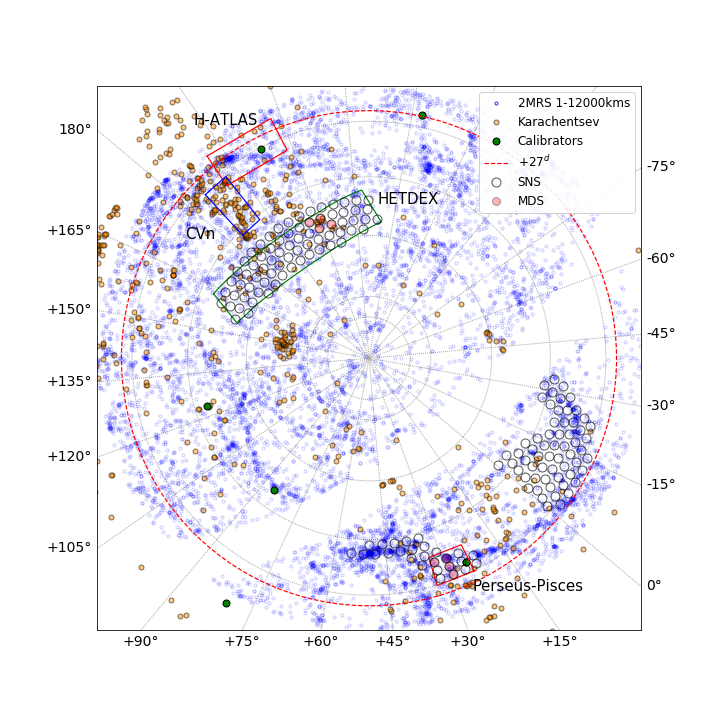 2MRS 1-12000kms
Karachentsev
Calibrators
+27^d
SNS
MDS
H-ATLAS
HETDEX
CVn
Perseus-Pisces
180°
+165°
+150°
+135°
+120°
+105°
+90°
+75°
+60°
+45°
+30°
+15°
-75°
-60°
-45°
-30°
-15°
0°